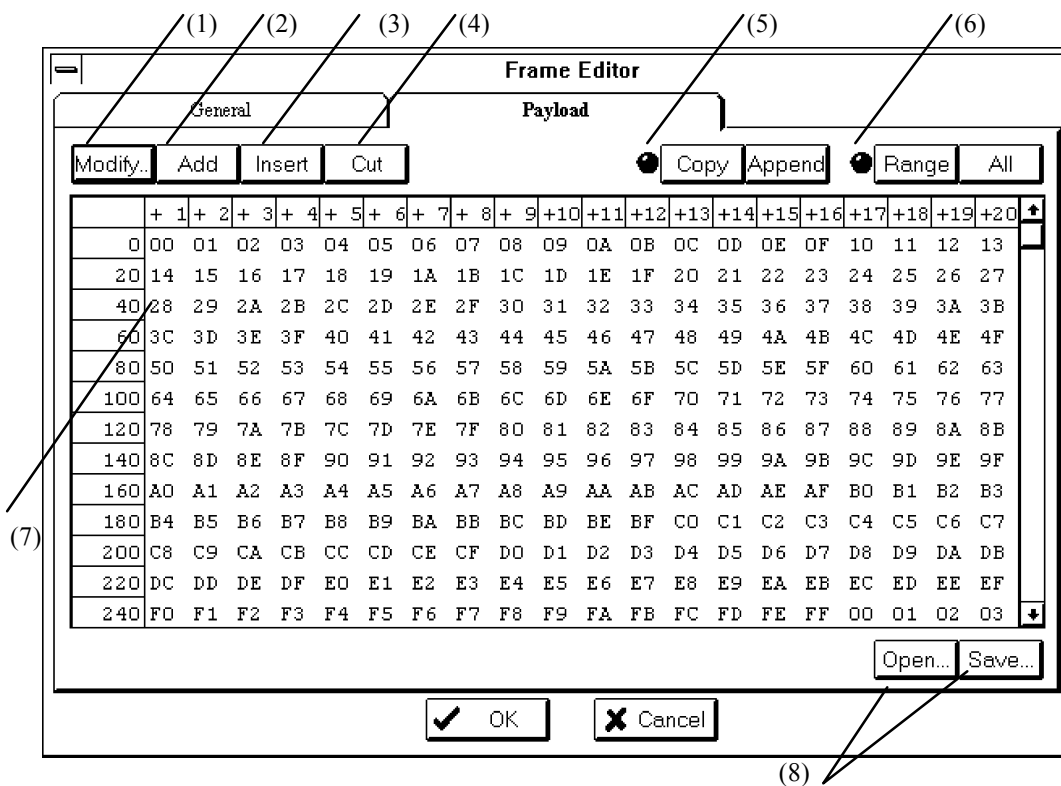 (1) (2) (3) (4) (5) (6)
Frame Editor
General Payload
Modify.. Add Insert Cut Copy Append Range All
+ 1 + 2 + 3 + 4 + 5 + 6 + 7 + 8 + 9 +10 +11 +12 +13 +14 +15 +16 +17 +18 +19 +20
0 00 01 02 03 04 05 06 07 08 09 0A 0B 0C 0D 0E 0F 10 11 12 13
20 14 15 16 17 18 19 1A 1B 1C 1D 1E 1F 20 21 22 23 24 25 26 27
40 28 29 2A 2B 2C 2D 2E 2F 30 31 32 33 34 35 36 37 38 39 3A 3B
60 3C 3D 3E 3F 40 41 42 43 44 45 46 47 48 49 4A 4B 4C 4D 4E 4F
80 50 51 52 53 54 55 56 57 58 59 5A 5B 5C 5D 5E 5F 60 61 62 63
100 64 65 66 67 68 69 6A 6B 6C 6D 6E 6F 70 71 72 73 74 75 76 77
120 78 79 7A 7B 7C 7D 7E 7F 80 81 82 83 84 85 86 87 88 89 8A 8B
140 8C 8D 8E 8F 90 91 92 93 94 95 96 97 98 99 9A 9B 9C 9D 9E 9F
160 A0 A1 A2 A3 A4 A5 A6 A7 A8 A9 AA AB AC AD AE AF B0 B1 B2 B3
180 B4 B5 B6 B7 B8 B9 BA BB BC BD BE BF C0 C1 C2 C3 C4 C5 C6 C7
(7)
200 C8 C9 CA CB CC CD CE CF D0 D1 D2 D3 D4 D5 D6 D7 D8 D9 DA DB
220 DC DD DE DF E0 E1 E2 E3 E4 E5 E6 E7 E8 E9 EA EB EC ED EE EF
240 F0 F1 F2 F3 F4 F5 F6 F7 F8 F9 FA FB FC FD FE FF 00 01 02 03
Open... Save...
OK Cancel
(8)